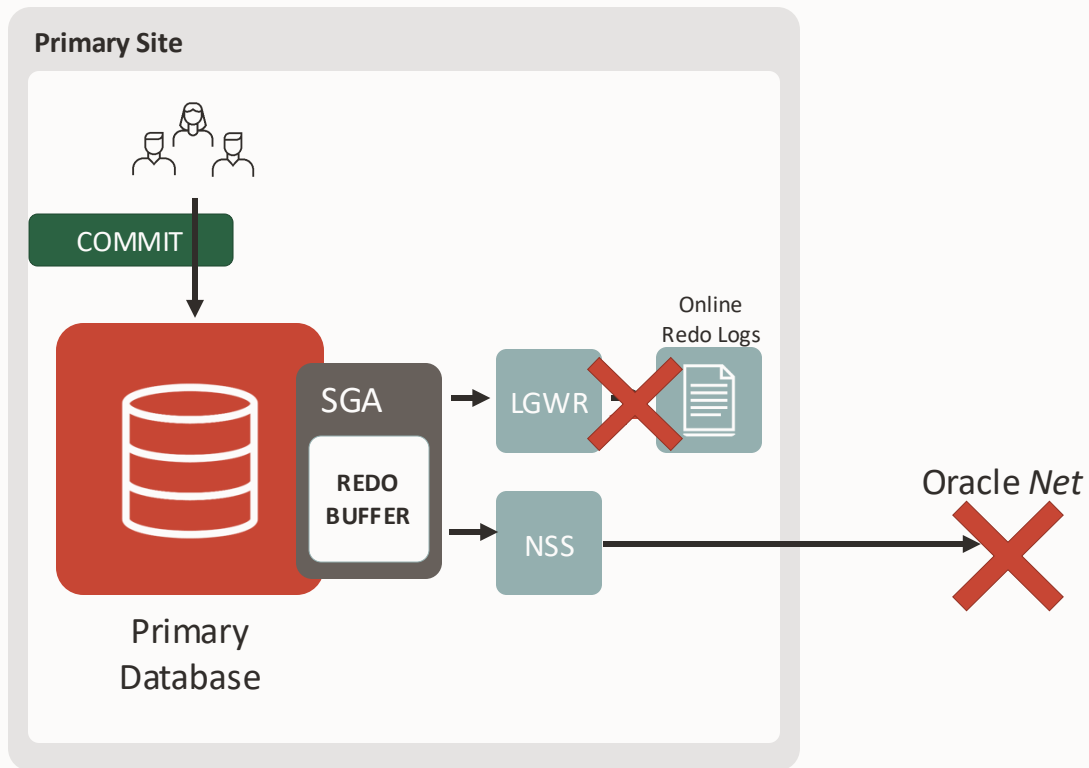 Primary Site
COMMIT
Online
Redo Logs
SGA
LGWR
REDO
BUFFER
Oracle Net
NSS
Primary
Database